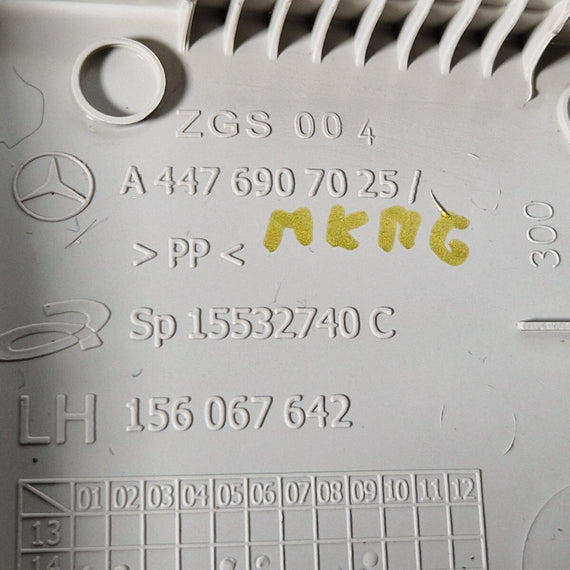 ZGS 00 4
A 447 690 70 25 /
> PP < MKNG
300
Sp 15532740 C
LH 156 067 642
01 02 03 04 05 06 07 08 09 10 11 12
13
14